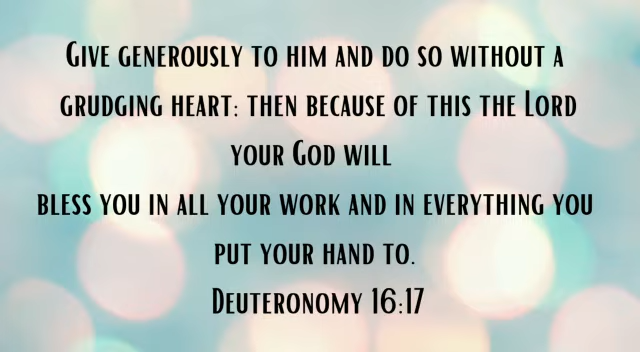 Give generously to him and do so without a
grudging heart: then because of this the Lord
your God will
bless you in all your work and in everything you
put your hand to.
Deuteronomy 16:17